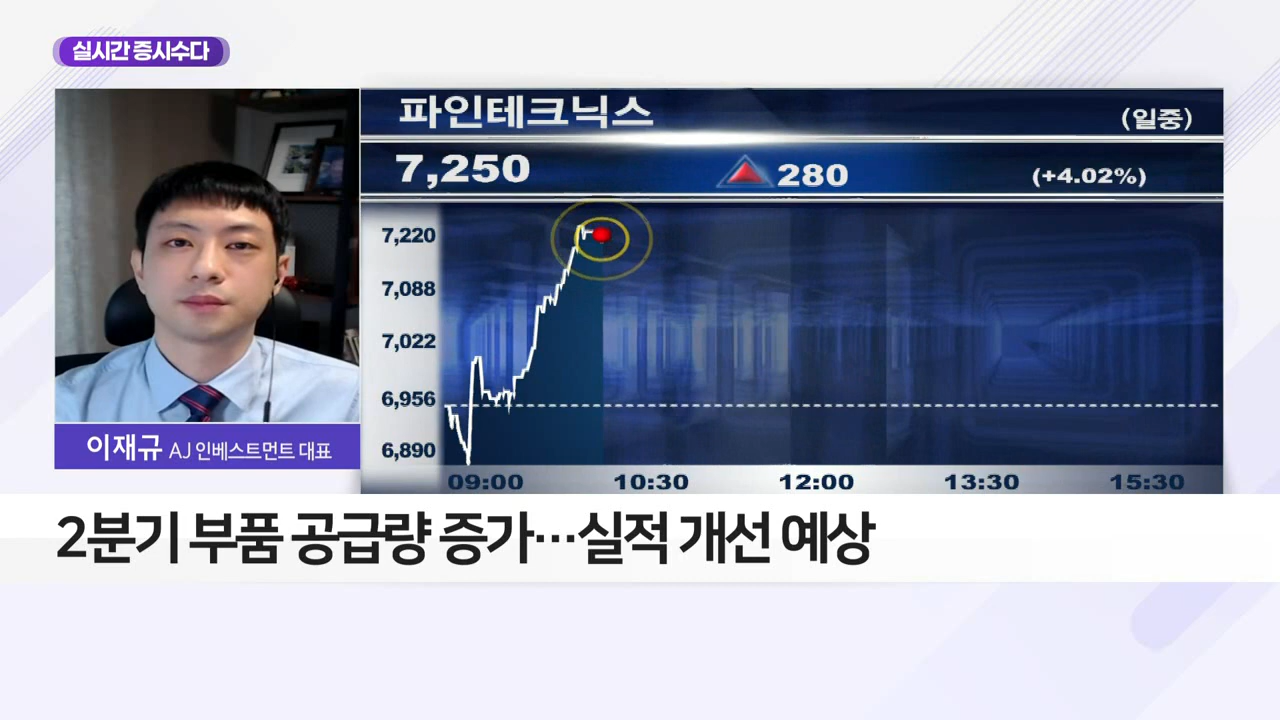 실시간 증시수다
파인테크닉스 (일중)
7,250 280 (+4.02%)
7,220
7,088
7,022
6,956
6,890
09:00 10:30 12:00 13:30 15:30
이재규 AJ 인베스트먼트 대표
2분기 부품 공급량 증가…실적 개선 예상